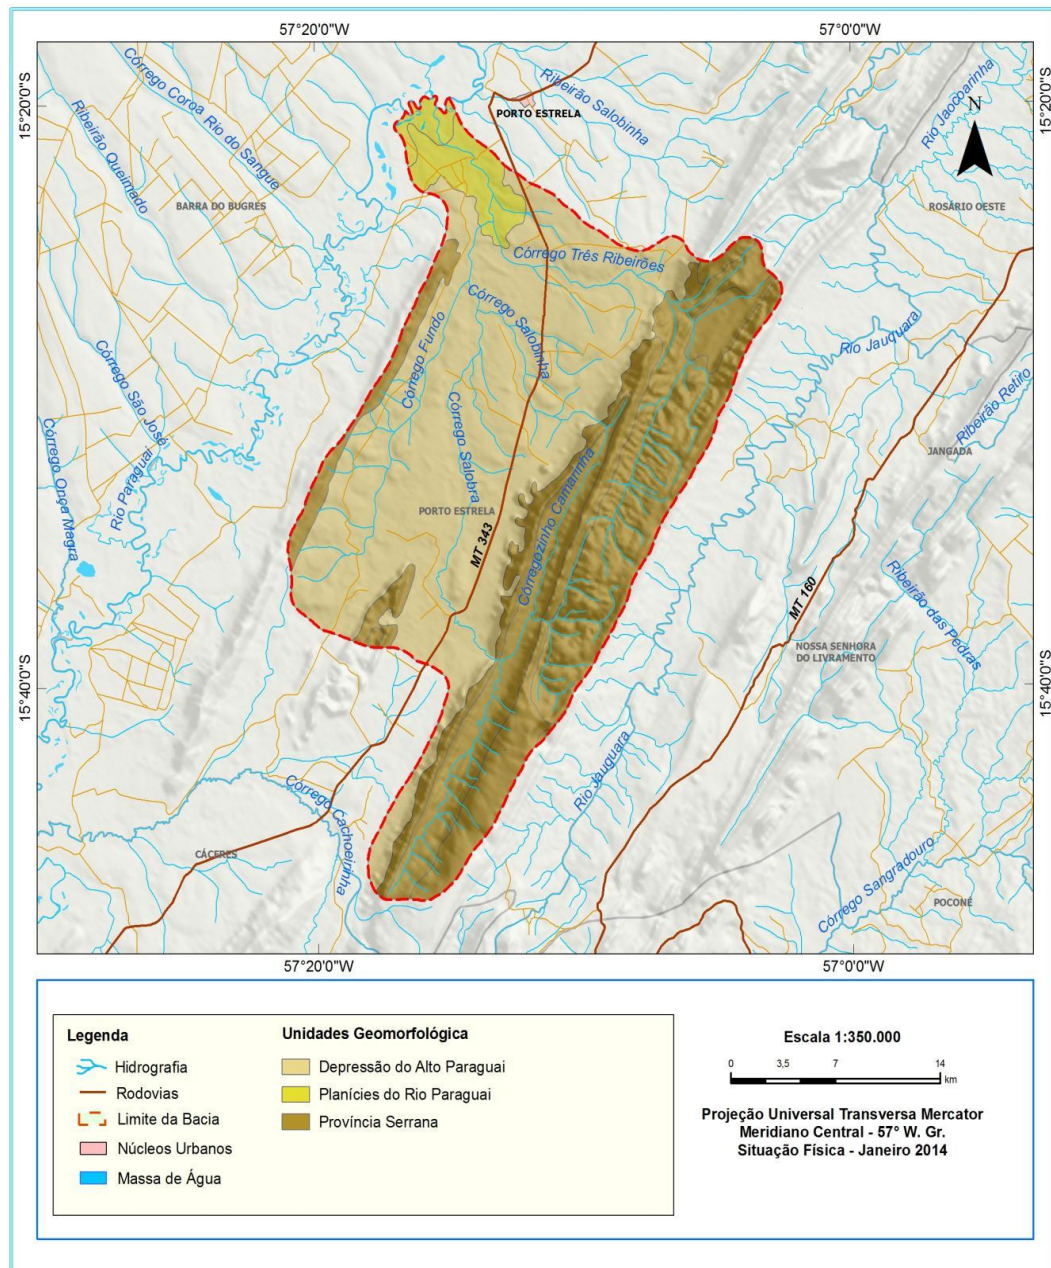 57°20'0"W
57°0'0"W
15°20'0"S
15°20'0"S
Córrego Coroa Rio do Sangue
Ribeirão Queimado
Ribeirão Salobinha
Rio Jaocoarinha
N
PORTO ESTRELA
BARRA DO BUGRES
ROSÁRIO OESTE
Córrego Três Ribeirões
Córrego Salobinha
Córrego Fundo
Rio Jauquara
Ribeirão Retiro
Córrego São José
Córrego Salobra
Córrego Onça Magra
Rio Paraguai
JANGADA
Córregozinho Camarinha
PORTO ESTRELA
MT 343
MT 160
Ribeirão das Pedras
NOSSA SENHORA
DO LIVRAMENTO
15°40'0"S
15°40'0"S
Rio Jauquara
Córrego Cachoeirinha
CÁCERES
Córrego Sangradouro
POCONÉ
57°20'0"W
57°0'0"W
Legenda
Hidrografia
Rodovias
Limite da Bacia
Núcleos Urbanos
Massa de Água
Unidades Geomorfológica
Depressão do Alto Paraguai
Planícies do Rio Paraguai
Província Serrana
Escala 1:350.000
0 3,5 7 14
km
Projeção Universal Transversa Mercator
Meridiano Central - 57° W. Gr.
Situação Física - Janeiro 2014